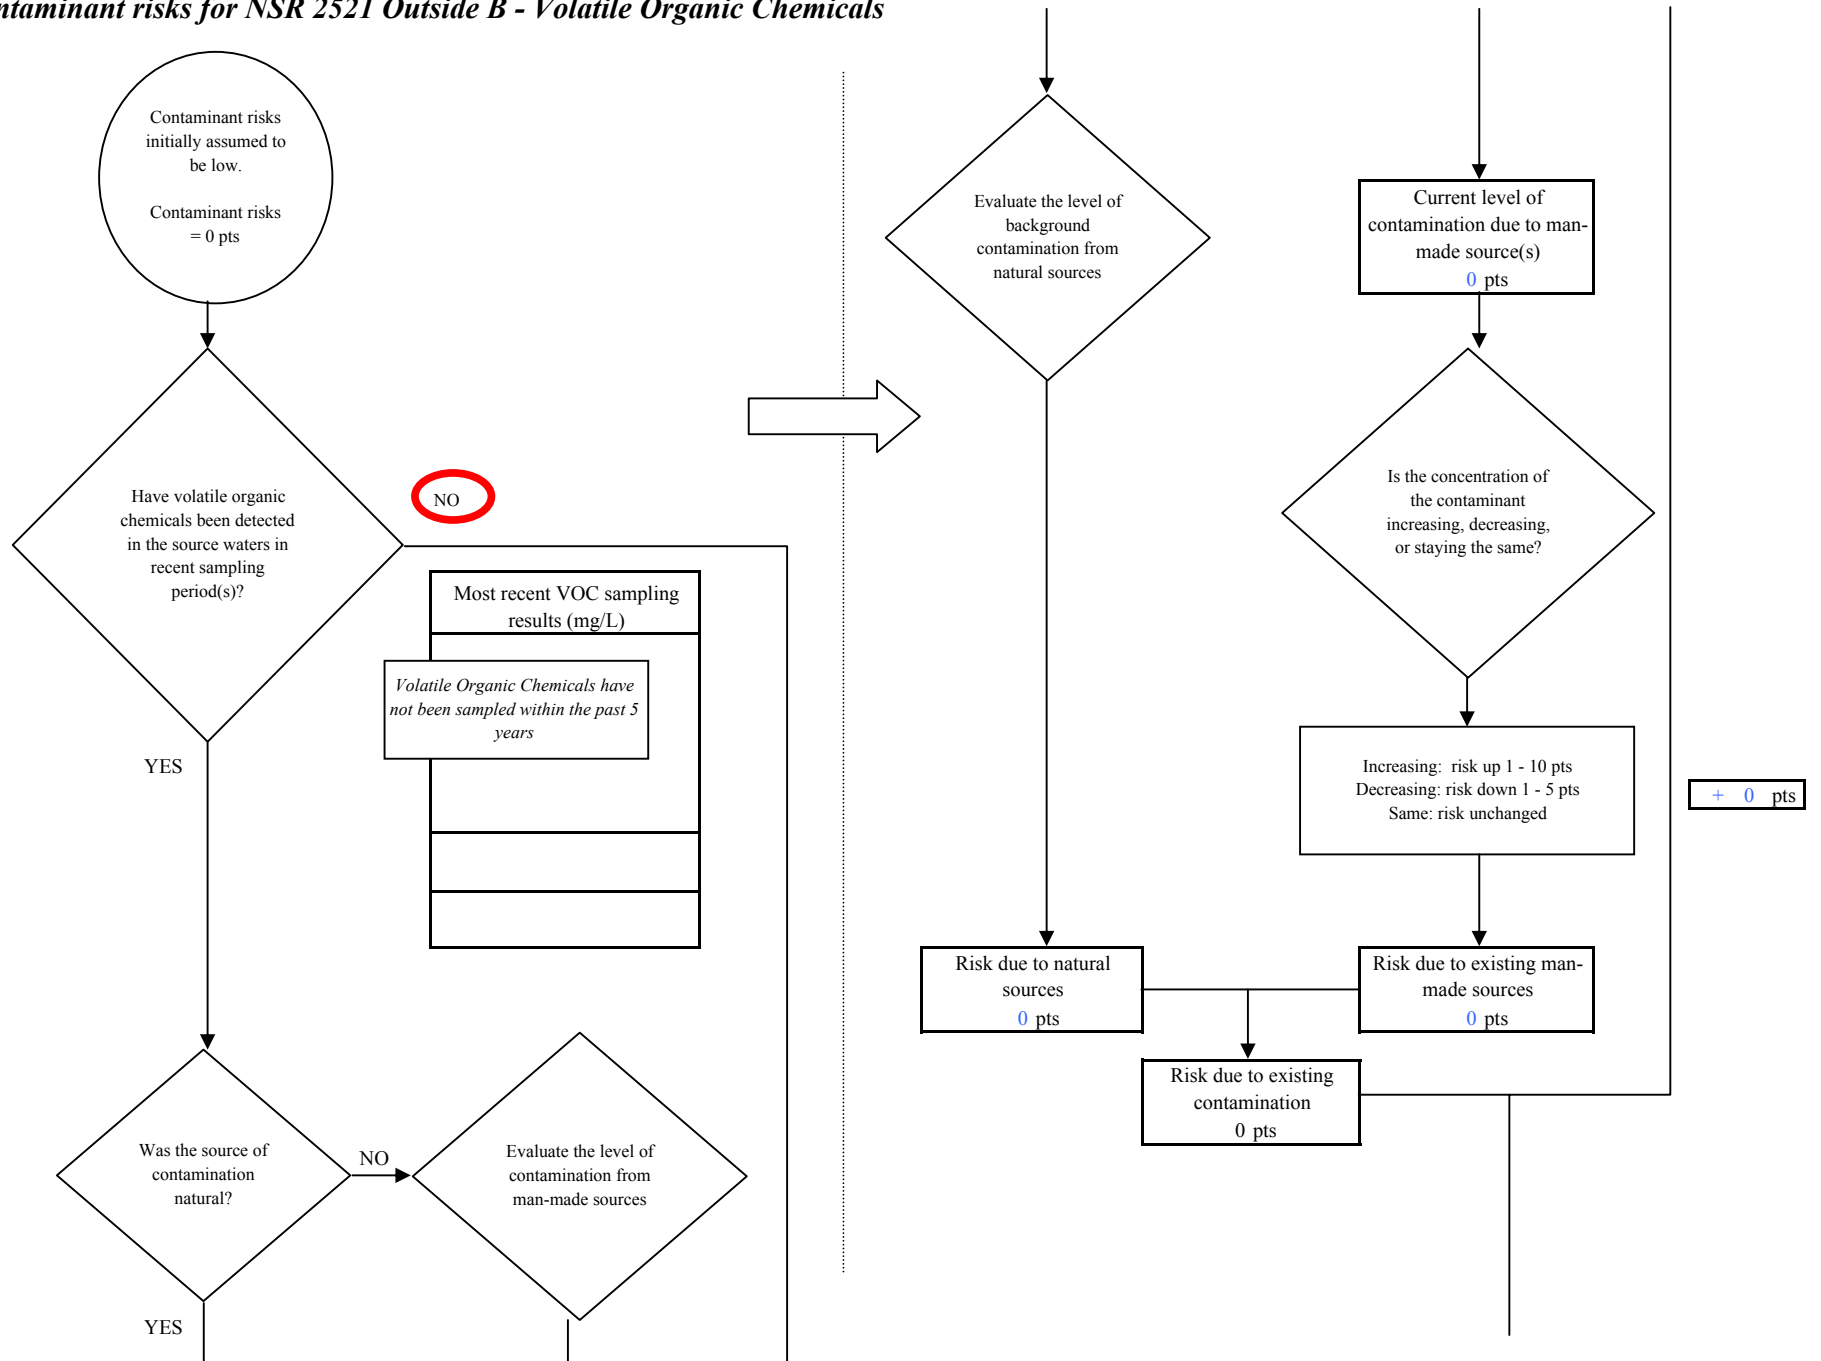 ntaminant risks for NSR 2521 Outside B - Volatile Organic Chemicals
Contaminant risks
initially assumed to
be low.
Contaminant risks
= 0 pts
Have volatile organic
chemicals been detected
in the source waters in
recent sampling
period(s)?
NO
YES
Most recent VOC sampling
results (mg/L)
Volatile Organic Chemicals have
not been sampled within the past 5
years
Was the source of
contamination
natural?
NO
YES
Evaluate the level of
contamination from
man-made sources
Evaluate the level of
background
contamination from
natural sources
Current level of
contamination due to man-
made source(s)
0 pts
Is the concentration of
the contaminant
increasing, decreasing,
or staying the same?
Increasing: risk up 1 - 10 pts
Decreasing: risk down 1 - 5 pts
Same: risk unchanged
+ 0 pts
Risk due to natural
sources
0 pts
Risk due to existing man-
made sources
0 pts
Risk due to existing
contamination
0 pts